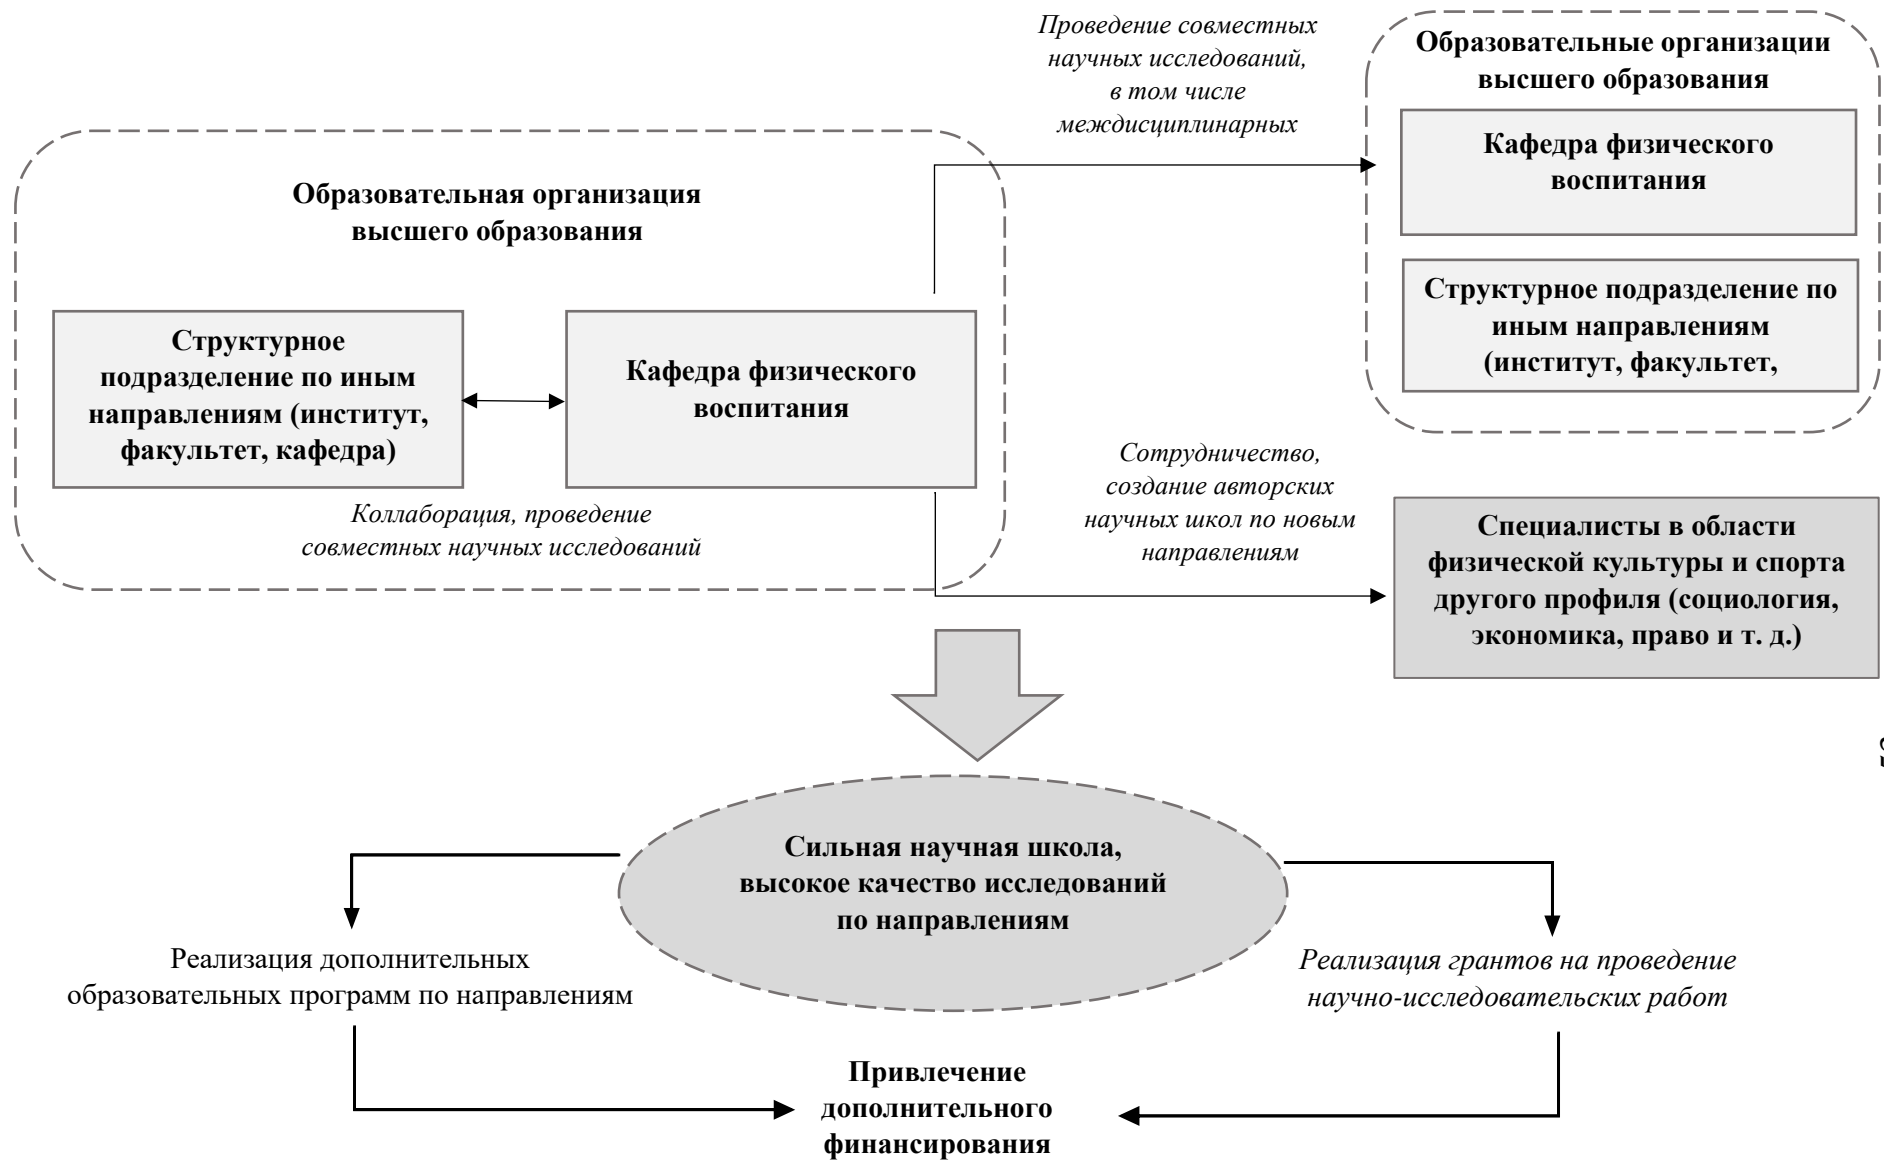 Проведение совместных
научных исследований,
в том числе
междисциплинарных
Образовательные организации
высшего образования
Кафедра физического
воспитания
Структурное подразделение по
иным направлениям
(институт, факультет,
Образовательная организация
высшего образования
Структурное
подразделение по иным
направлениям (институт,
факультет, кафедра)
Кафедра физического
воспитания
Коллаборация, проведение
совместных научных исследований
Сотрудничество,
создание авторских
научных школ по новым
направлениям
Специалисты в области
физической культуры и спорта
другого профиля (социология,
экономика, право и т. д.)
Сильная научная школа,
высокое качество исследований
по направлениям
Реализация дополнительных
образовательных программ по направлениям
Реализация грантов на проведение
научно-исследовательских работ
Привлечение
дополнительного
финансирования